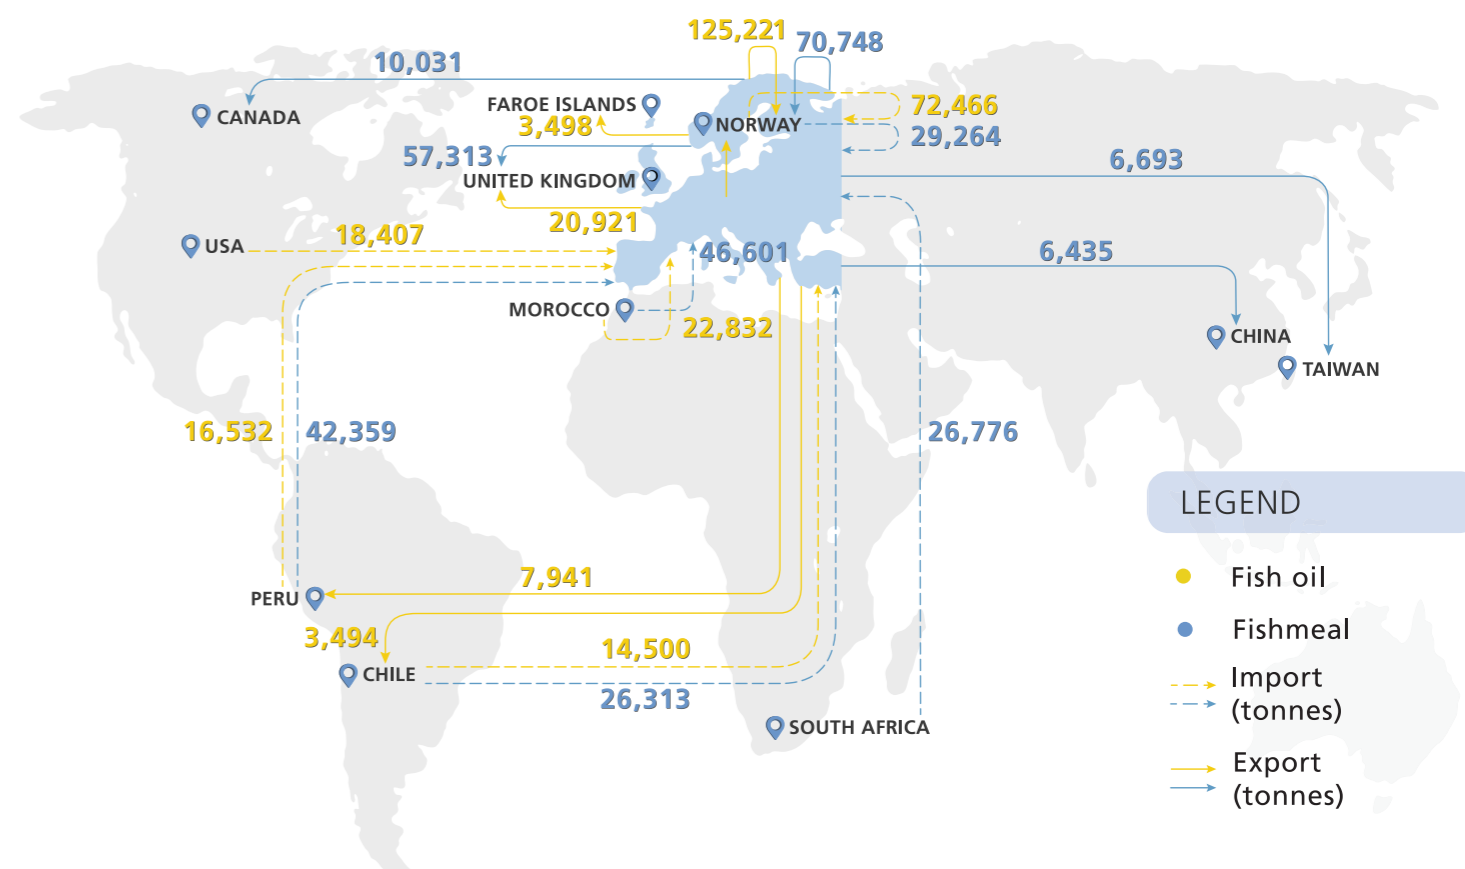 125,221
70,748
10,031
CANADA
FAROE ISLANDS
3,498
NORWAY
72,466
29,264
57,313
UNITED KINGDOM
6,693
20,921
18,407
USA
46,601
6,435
MOROCCO
22,832
CHINA
TAIWAN
16,532
42,359
26,776
LEGEND
7,941
Fish oil
PERU
3,494
Fishmeal
14,500
CHILE
26,313
Import
(tonnes)
SOUTH AFRICA
Export
(tonnes)